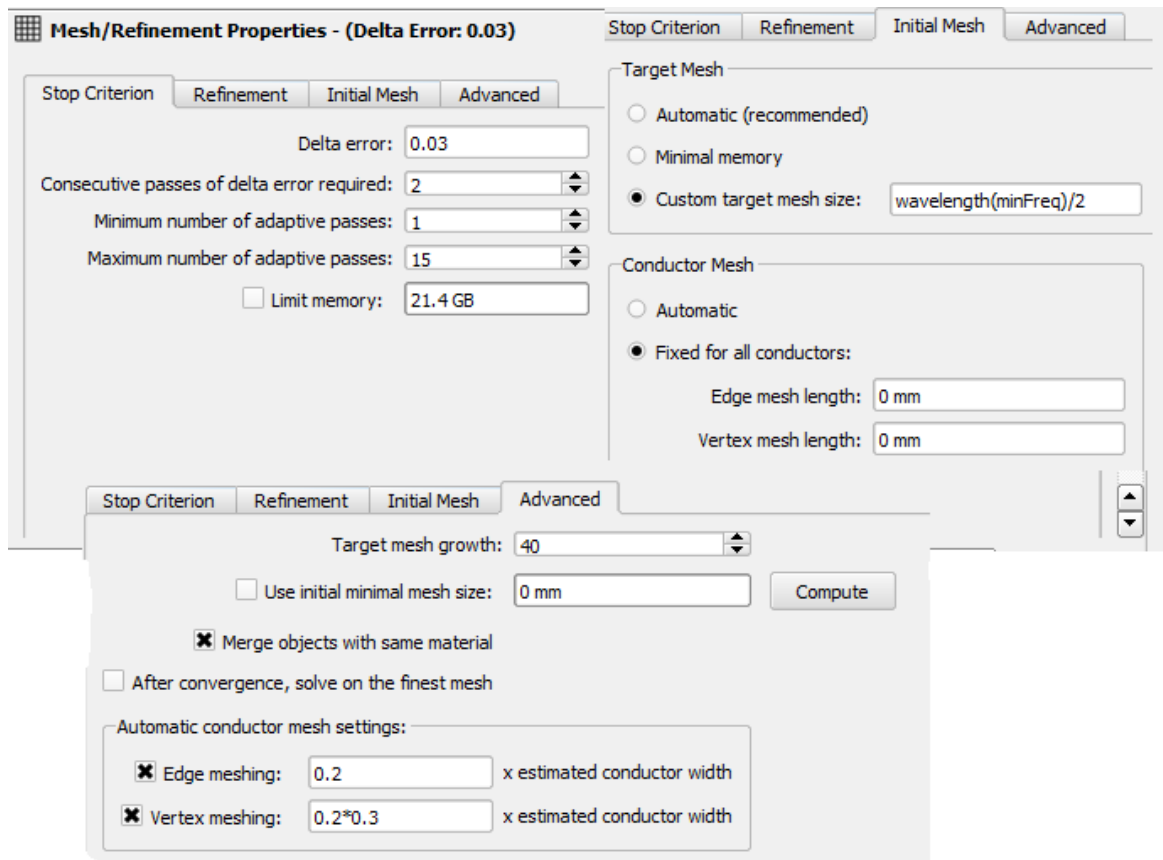 Mesh/Refinement Properties - (Delta Error: 0.03)
Stop Criterion Refinement Initial Mesh Advanced
Delta error: 0.03
Consecutive passes of delta error required: 2
Minimum number of adaptive passes: 1
Maximum number of adaptive passes: 15
Limit memory: 21.4 GB
Stop Criterion Refinement Initial Mesh Advanced
Target Mesh
Automatic (recommended)
Minimal memory
Custom target mesh size: wavelength(minFreq)/2
Conductor Mesh
Automatic
Fixed for all conductors:
Edge mesh length: 0 mm
Vertex mesh length: 0 mm
Stop Criterion Refinement Initial Mesh Advanced
Target mesh growth: 40
Use initial minimal mesh size: 0 mm Compute
Merge objects with same material
After convergence, solve on the finest mesh
Automatic conductor mesh settings:
Edge meshing: 0.2 x estimated conductor width
Vertex meshing: 0.2*0.3 x estimated conductor width